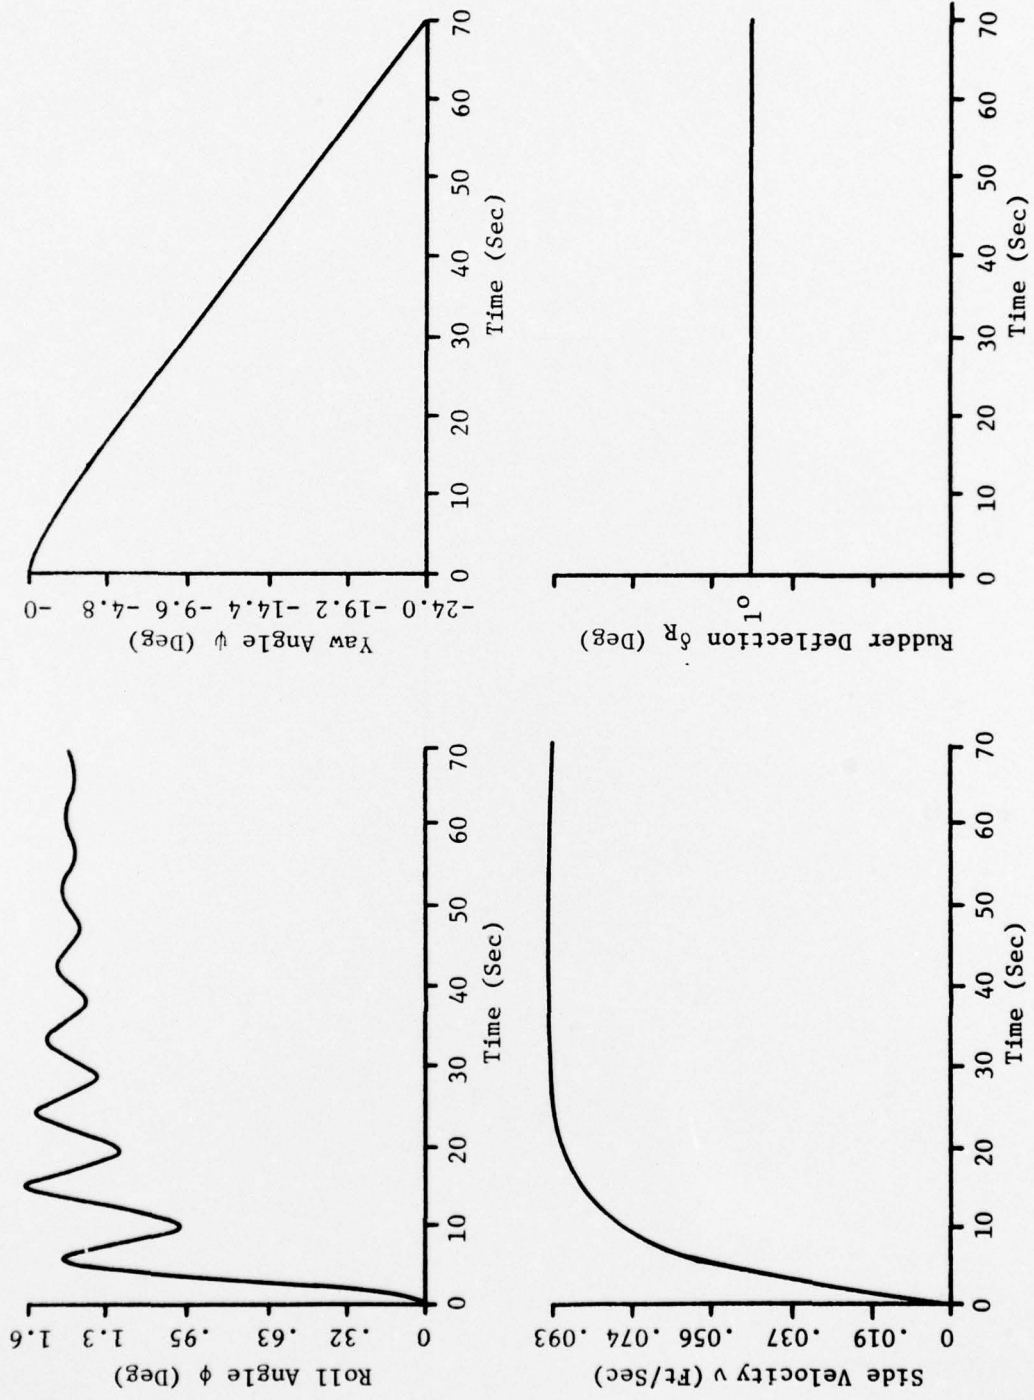 Roll Angle φ (Deg)
1.6
1.3
.95
.63
.32
0
0 10 20 30 40 50 60 70
Time (Sec)
Yaw Angle ψ (Deg)
-0
-4.8
-9.6
-14.4
-19.2
-24.0
0 10 20 30 40 50 60 70
Time (Sec)
Side Velocity v (Ft/Sec)
.093
.074
.056
.037
.019
0
0 10 20 30 40 50 60 70
Time (Sec)
Rudder Deflection δR (Deg)
1°
0 10 20 30 40 50 60 70
Time (Sec)